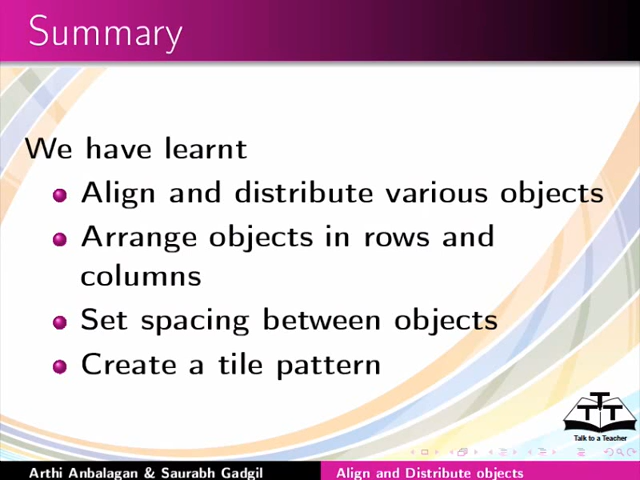 Summary
We have learnt
Align and distribute various objects
Arrange objects in rows and
columns
Set spacing between objects
Create a tile pattern
TTT
Talk to a Teacher
Arthi Anbalagan & Saurabh Gadgil
Align and Distribute objects